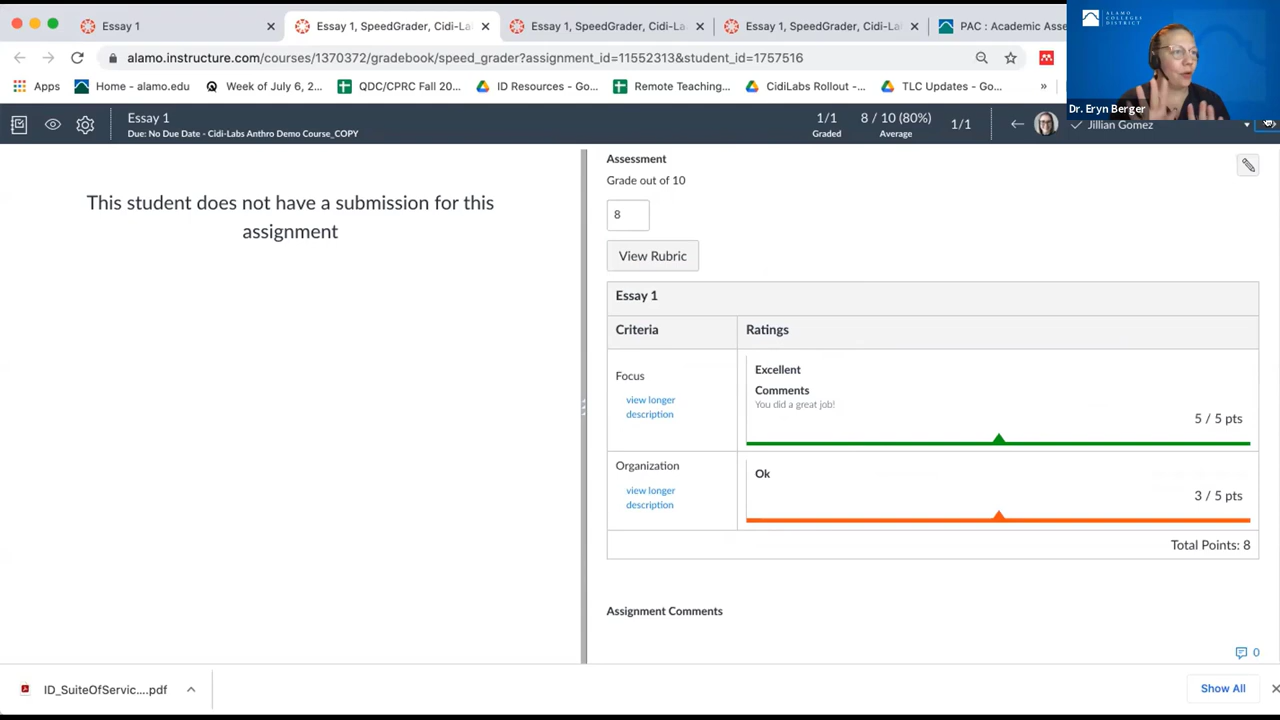 Essay 1
Essay 1, SpeedGrader, Cidi-La
Essay 1, SpeedGrader, Cidi-La
Essay 1, SpeedGrader, Cidi-La
PAC : Academic Asse
ALAMO
COLLEGES
DISTRICT
alamo.instructure.com/courses/1370372/gradebook/speed_grader?assignment_id=11552313&student_id=1757516
Apps
Home - alamo.edu
Week of July 6, 2...
QDC/CPRC Fall 20...
ID Resources - Go...
Remote Teaching...
CidiLabs Rollout -...
TLC Updates - Go...
»
Dr. Eryn Berger
Essay 1
Due: No Due Date - Cidi-Labs Anthro Demo Course_COPY
1/1
Graded
8 / 10 (80%)
Average
1/1
Jillian Gomez
This student does not have a submission for this
assignment
Assessment
Grade out of 10
8
View Rubric
Essay 1
Criteria
Ratings
Focus
view longer
description
Excellent
Comments
You did a great job!
5 / 5 pts
Organization
view longer
description
Ok
3 / 5 pts
Total Points: 8
Assignment Comments
0
ID_SuiteOfServic....pdf
Show All